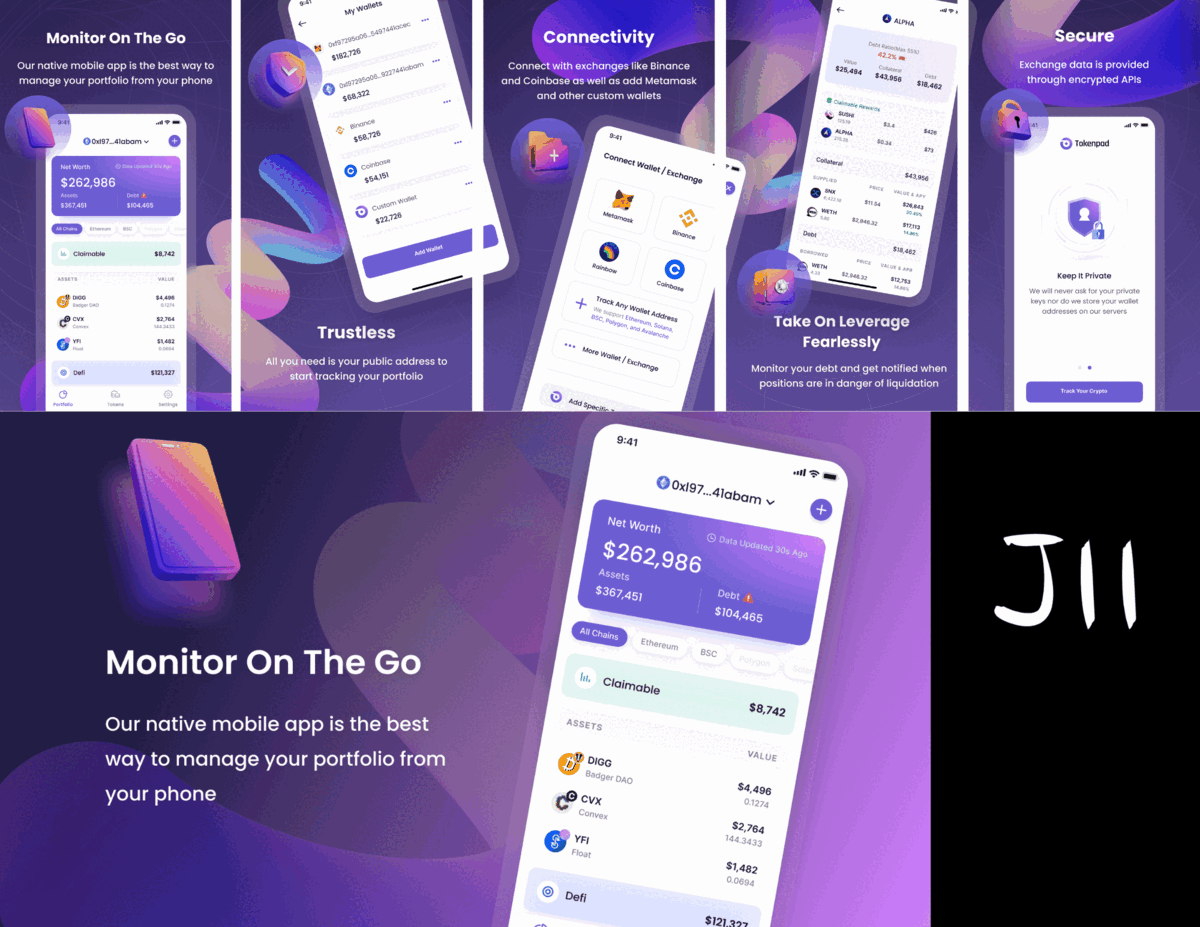 Monitor On The Go
Our native mobile app is the best way to
manage your portfolio from your phone
9:41
0xl97...41abam
Net Worth
Data Updated 30s Ago
$262,986
Assets
Debt
$367,451
$104,465
All Chains
Ethereum
BSC
Claimable
$8,742
ASSETS
VALUE
DIGG
$4,496
Badger DAO
0.1274
CVX
$2,764
Convex
144.3433
YFI
$1,482
Float
0.0694
Defi
$121,327
Portfolio
Tokens
Settings
9:41
My Wallets
0xf97295a06...549744lacec
$182,726
0xf97295a06...922744labam
$68,322
Binance
$58,726
Coinbase
$54,151
Custom Wallet
$22,726
Add Wallet
Trustless
All you need is your public address to
start tracking your portfolio
Connectivity
Connect with exchanges like Binance
and Coinbase as well as add Metamask
and other custom wallets
9:41
Connect Wallet / Exchange
Metamask
Binance
Rainbow
Coinbase
Track Any Wallet Address
We support Ethereum, Solana,
BSC, Polygon, and Avalanche
More Wallet / Exchange
Add Specific
ALPHA
Debt Ratio(Max 55%)
42.2%
Value
Collateral
Debt
$25,494
$43,956
$18,462
Claimable Rewards
SUSHI
$3.4
$426
ALPHA
$0.34
$73
Collateral
$43,956
SUPPLIED
PRICE
VALUE & APY
SNX
$11.54
$26,843
WETH
$2,946.32
$17,113
Debt
$18,462
BORROWED
PRICE
VALUE & APR
WETH
$2,946.32
$12,753
Take On Leverage
Fearlessly
Monitor your debt and get notified when
positions are in danger of liquidation
Secure
Exchange data is provided
through encrypted APIs
Tokenpad
Keep It Private
We will never ask for your private
keys nor do we store your wallet
addresses on our servers
Track Your Crypto
Monitor On The Go
Our native mobile app is the best
way to manage your portfolio from
your phone
9:41
0xl97...41abam
Net Worth
Data Updated 30s Ago
$262,986
Assets
Debt
$367,451
$104,465
All Chains
Ethereum
BSC
Polygon
Claimable
$8,742
ASSETS
VALUE
DIGG
$4,496
Badger DAO
0.1274
CVX
$2,764
Convex
144.3433
YFI
$1,482
Float
0.0694
Defi
$121,327
J11